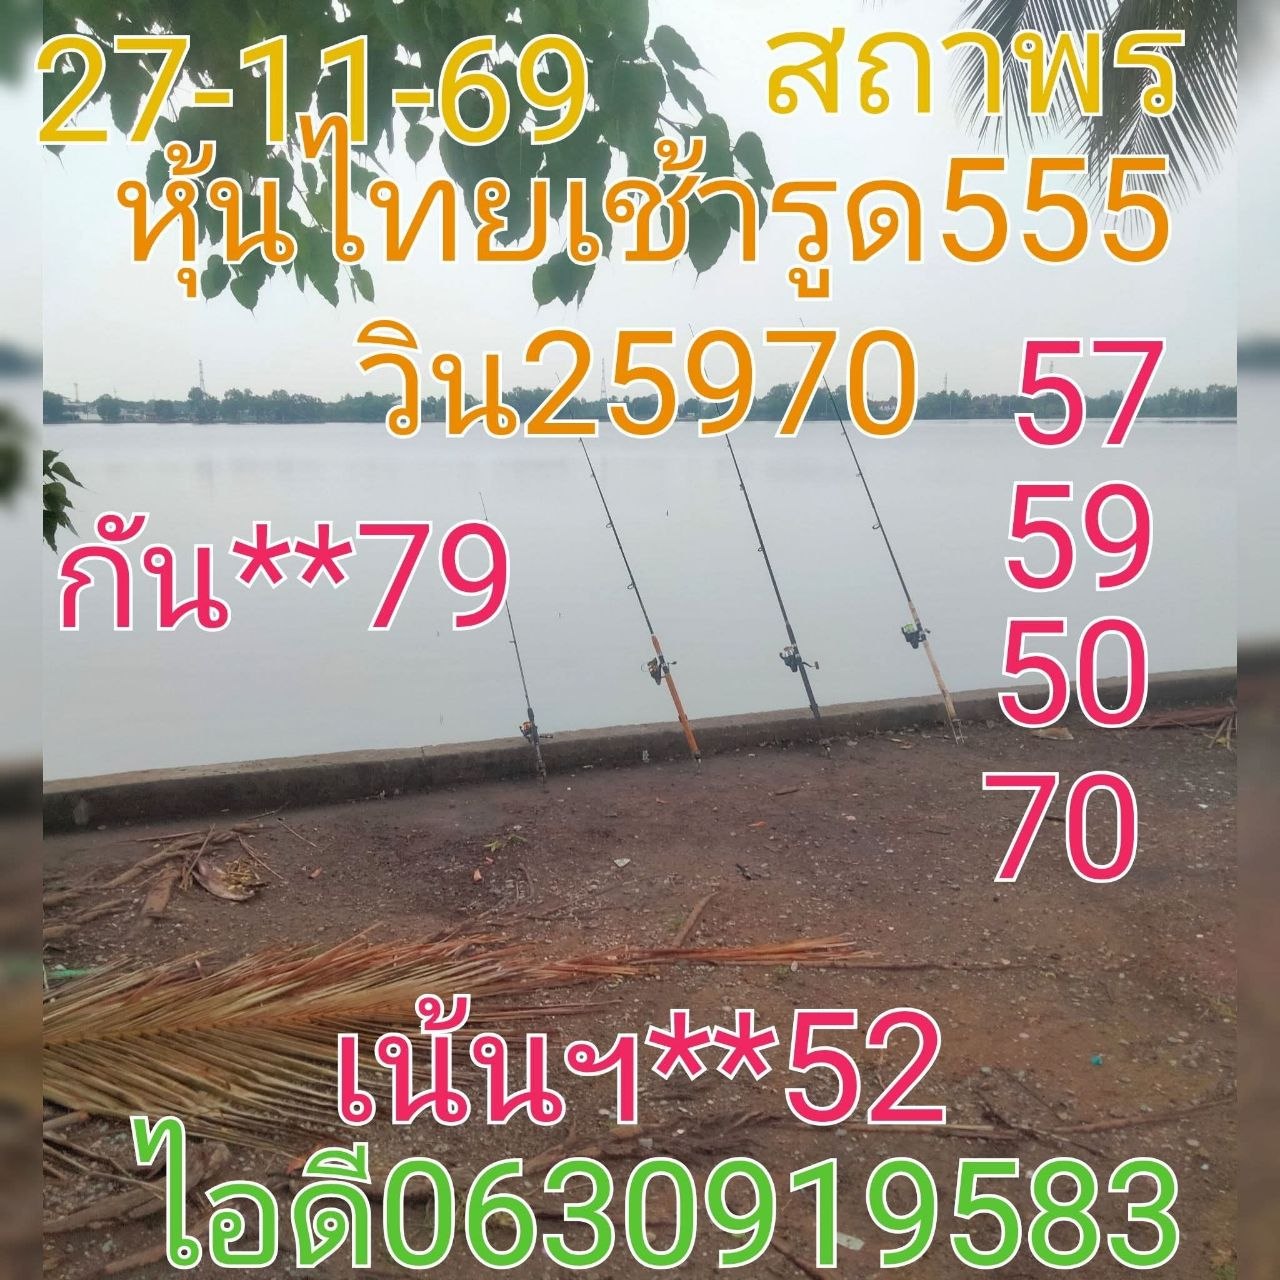 27-11-69 สถาพร
หุ้นไทยเช้ารูด555
วิน25970
57
59
กัน**79
50
70
เน้นฯ**52
ไอดี0630919583